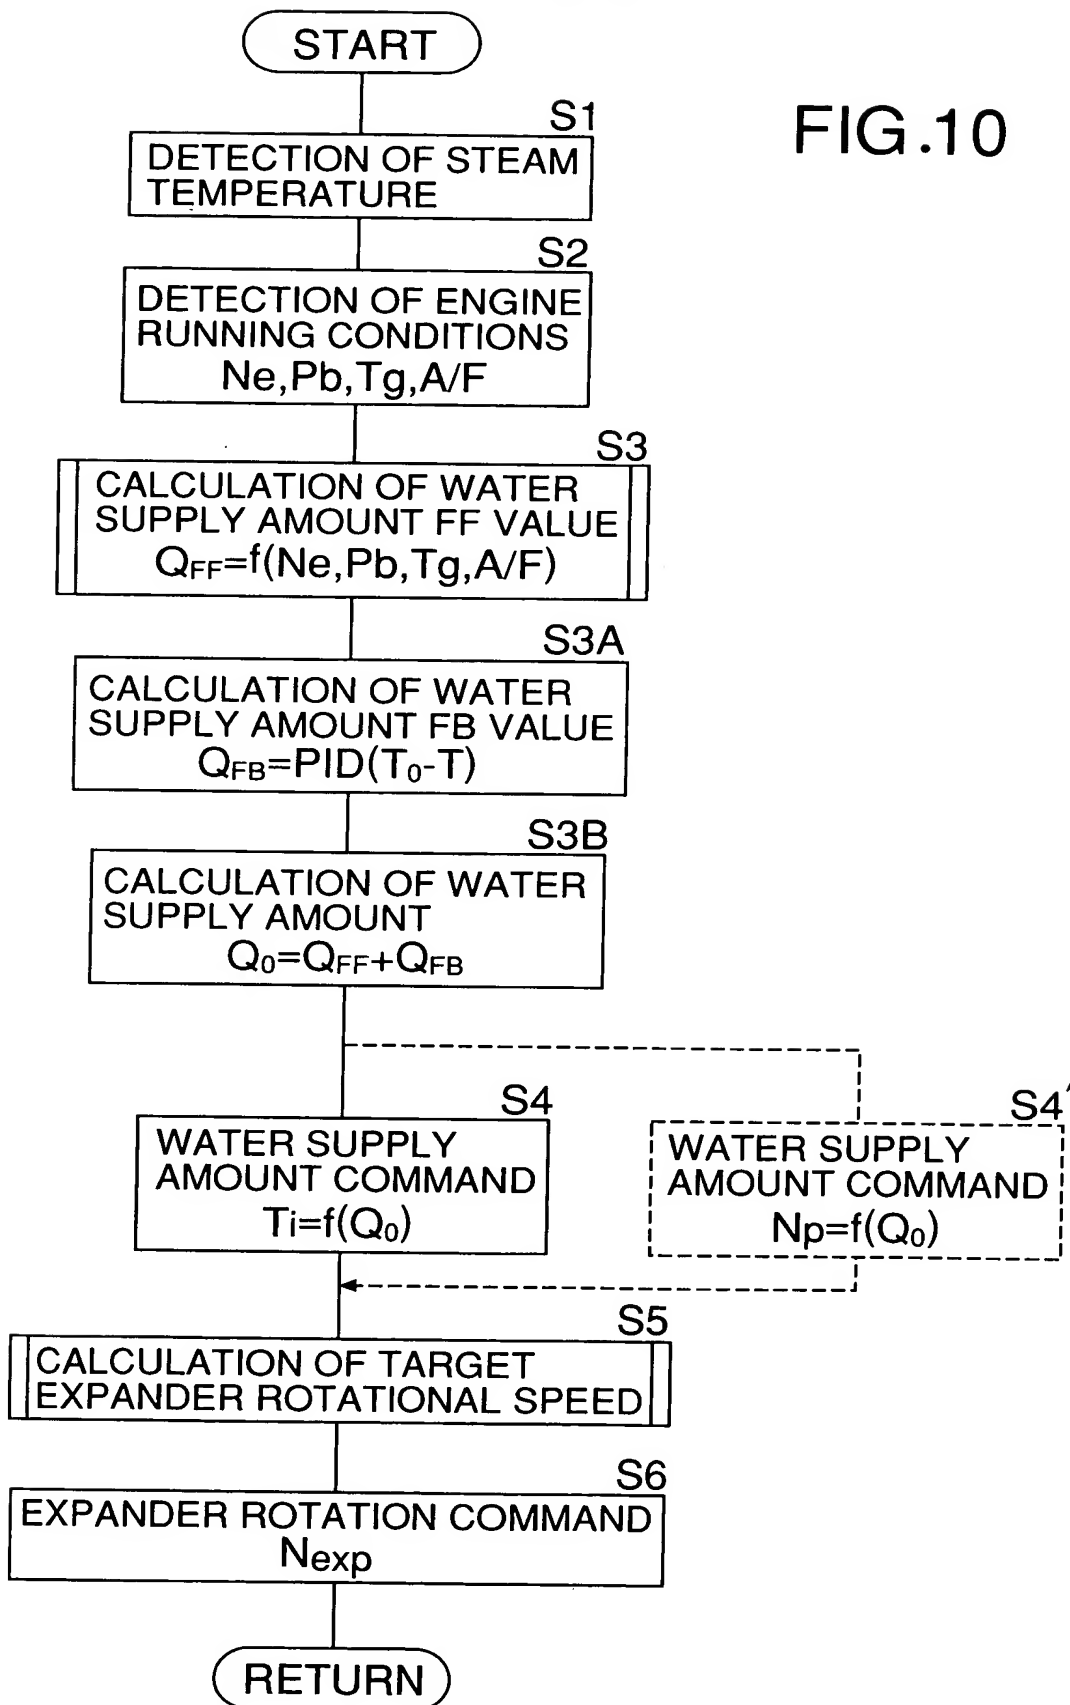 START
FIG.10
S1
DETECTION OF STEAM
TEMPERATURE
S2
DETECTION OF ENGINE
RUNNING CONDITIONS
Ne,Pb,Tg,A/F
S3
CALCULATION OF WATER
SUPPLY AMOUNT FF VALUE
QFF=f(Ne,Pb,Tg,A/F)
S3A
CALCULATION OF WATER
SUPPLY AMOUNT FB VALUE
QFB=PID(T0-T)
S3B
CALCULATION OF WATER
SUPPLY AMOUNT
Q0=QFF+QFB
S4
WATER SUPPLY
AMOUNT COMMAND
Ti=f(Q0)
S4´
WATER SUPPLY
AMOUNT COMMAND
Np=f(Q0)
S5
CALCULATION OF TARGET
EXPANDER ROTATIONAL SPEED
S6
EXPANDER ROTATION COMMAND
Nexp
RETURN